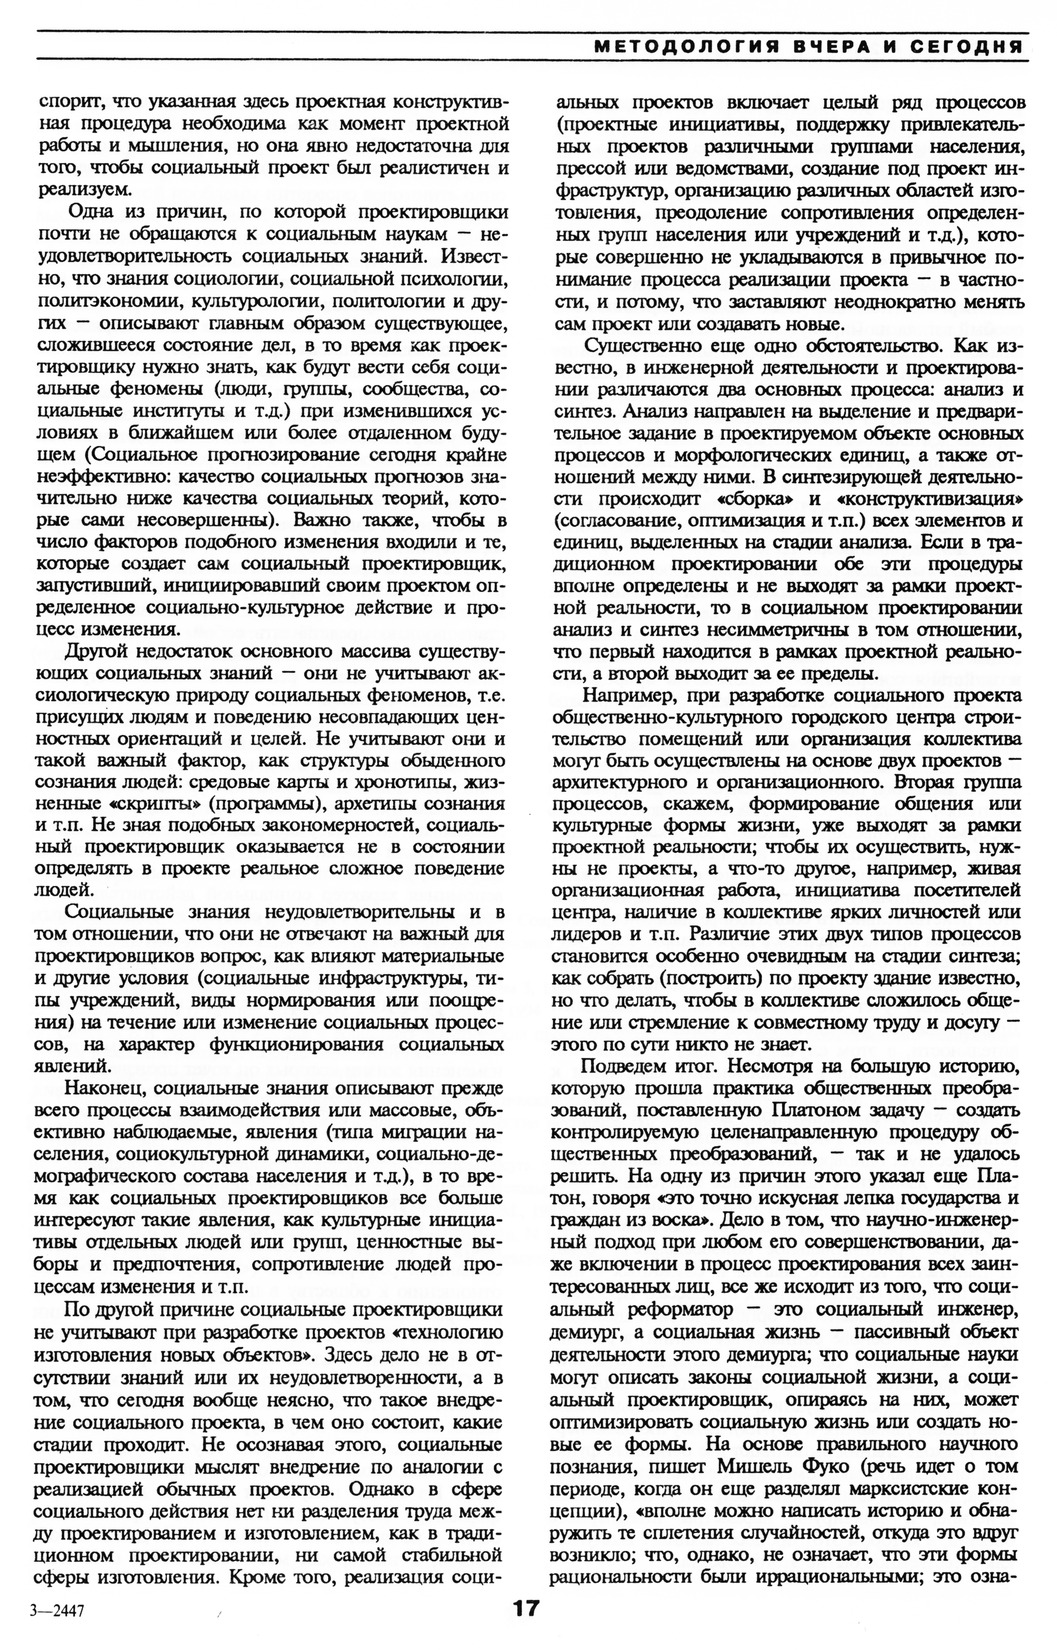 МЕТОДОЛОГИЯ ВЧЕРА И СЕГОДНЯ
спорит, что указанная здесь проектная конструктив-
ная процедура необходима как момент проектной
работы и мышления, но она явно недостаточна для
того, чтобы социальный проект был реалистичен и
реализуем.
Одна из причин, по которой проектировщики
почти не обращаются к социальным наукам — не-
удовлетворительность социальных знаний. Извест-
но, что знания социологии, социальной психологии,
политэкономии, культурологии, политологии и дру-
гих — описывают главным образом существующее,
сложившееся состояние дел, в то время как проек-
тировщику нужно знать, как будут вести себя соци-
альные феномены (люди, группы, сообщества, со-
циальные институты и т.д.) при изменившихся ус-
ловиях в ближайшем или более отдаленном буду-
щем (Социальное прогнозирование сегодня крайне
неэффективно: качество социальных прогнозов зна-
чительно ниже качества социальных теорий, кото-
рые сами несовершенны). Важно также, чтобы в
число факторов подобного изменения входили и те,
которые создает сам социальный проектировщик,
запустивший, инициировавший своим проектом оп-
ределенное социально-культурное действие и про-
цесс изменения.
Другой недостаток основного массива существу-
ющих социальных знаний — они не учитывают ак-
сиологическую природу социальных феноменов, т.е.
присущих людям и поведению несовпадающих цен-
ностных ориентаций и целей. Не учитывают они и
такой важный фактор, как структуры обыденного
сознания людей: средовые карты и хронотипы, жиз-
ненные «скрипты» (программы), архетипы сознания
и т.п. Не зная подобных закономерностей, социаль-
ный проектировщик оказывается не в состоянии
определять в проекте реальное сложное поведение
людей.
Социальные знания неудовлетворительны и в
том отношении, что они не отвечают на важный для
проектировщиков вопрос, как влияют материальные
и другие условия (социальные инфраструктуры, ти-
пы учреждений, виды нормирования или поощре-
ния) на течение или изменение социальных процес-
сов, на характер функционирования социальных
явлений.
Наконец, социальные знания описывают прежде
всего процессы взаимодействия или массовые, объ-
ективно наблюдаемые, явления (типа миграции на-
селения, социокультурной динамики, социально-де-
мографического состава населения и т.д.), в то вре-
мя как социальных проектировщиков все больше
интересуют такие явления, как культурные инициа-
тивы отдельных людей или групп, ценностные вы-
боры и предпочтения, сопротивление людей про-
цессам изменения и т.п.
По другой причине социальные проектировщики
не учитывают при разработке проектов «технологию
изготовления новых объектов». Здесь дело не в от-
сутствии знаний или их неудовлетворенности, а в
том, что сегодня вообще неясно, что такое внедре-
ние социального проекта, в чем оно состоит, какие
стадии проходит. Не осознавая этого, социальные
проектировщики мыслят внедрение по аналогии с
реализацией обычных проектов. Однако в сфере
социального действия нет ни разделения труда меж-
ду проектированием и изготовлением, как в тради-
ционном проектировании, ни самой стабильной
сферы изготовления. Кроме того, реализация соци-
альных проектов включает целый ряд процессов
(проектные инициативы, поддержку привлекатель-
ных проектов различными группами населения,
прессой или ведомствами, создание под проект ин-
фраструктур, организацию различных областей изго-
товления, преодоление сопротивления определен-
ных групп населения или учреждений и т.д.), кото-
рые совершенно не укладываются в привычное по-
нимание процесса реализации проекта — в частно-
сти, и потому, что заставляют неоднократно менять
сам проект или создавать новые.
Существенно еще одно обстоятельство. Как из-
вестно, в инженерной деятельности и проектирова-
нии различаются два основных процесса: анализ и
синтез. Анализ направлен на выделение и предвари-
тельное задание в проектируемом объекте основных
процессов и морфологических единиц, а также от-
ношений между ними. В синтезирующей деятельно-
сти происходит «сборка» и «конструктивизация»
(согласование, оптимизация и т.п.) всех элементов и
единиц, выделенных на стадии анализа. Если в тра-
диционном проектировании обе эти процедуры
вполне определены и не выходят за рамки проект-
ной реальности, то в социальном проектировании
анализ и синтез несимметричны в том отношении,
что первый находится в рамках проектной реально-
сти, а второй выходит за ее пределы.
Например, при разработке социального проекта
общественно-культурного городского центра строи-
тельство помещений или организация коллектива
могут быть осуществлены на основе двух проектов —
архитектурного и организационного. Вторая группа
процессов, скажем, формирование общения или
культурные формы жизни, уже выходят за рамки
проектной реальности; чтобы их осуществить, нуж-
ны не проекты, а что-то другое, например, живая
организационная работа, инициатива посетителей
центра, наличие в коллективе ярких личностей или
лидеров и т.п. Различие этих двух типов процессов
становится особенно очевидным на стадии синтеза;
как собрать (построить) по проекту здание известно,
но что делать, чтобы в коллективе сложилось обще-
ние или стремление к совместному труду и досугу —
этого по сути никто не знает.
Подведем итог. Несмотря на большую историю,
которую прошла практика общественных преобра-
зований, поставленную Платоном задачу — создать
контролируемую целенаправленную процедуру об-
щественных преобразований, — так и не удалось
решить. На одну из причин этого указал еще Пла-
тон, говоря «это точно искусная лепка государства и
граждан из воска». Дело в том, что научно-инженер-
ный подход при любом его совершенствовании, да-
же включении в процесс проектирования всех заин-
тересованных лиц, все же исходит из того, что соци-
альный реформатор — это социальный инженер,
демиург, а социальная жизнь — пассивный объект
деятельности этого демиурга; что социальные науки
могут описать законы социальной жизни, а соци-
альный проектировщик, опираясь на них, может
оптимизировать социальную жизнь или создать но-
вые ее формы. На основе правильного научного
познания, пишет Мишель Фуко (речь идет о том
периоде, когда он еще разделял марксистские кон-
цепции), «вполне можно написать историю и обна-
ружить те сплетения случайностей, откуда это вдруг
возникло; что, однако, не означает, что эти формы
рациональности были иррациональными; это озна-
3—2447
17